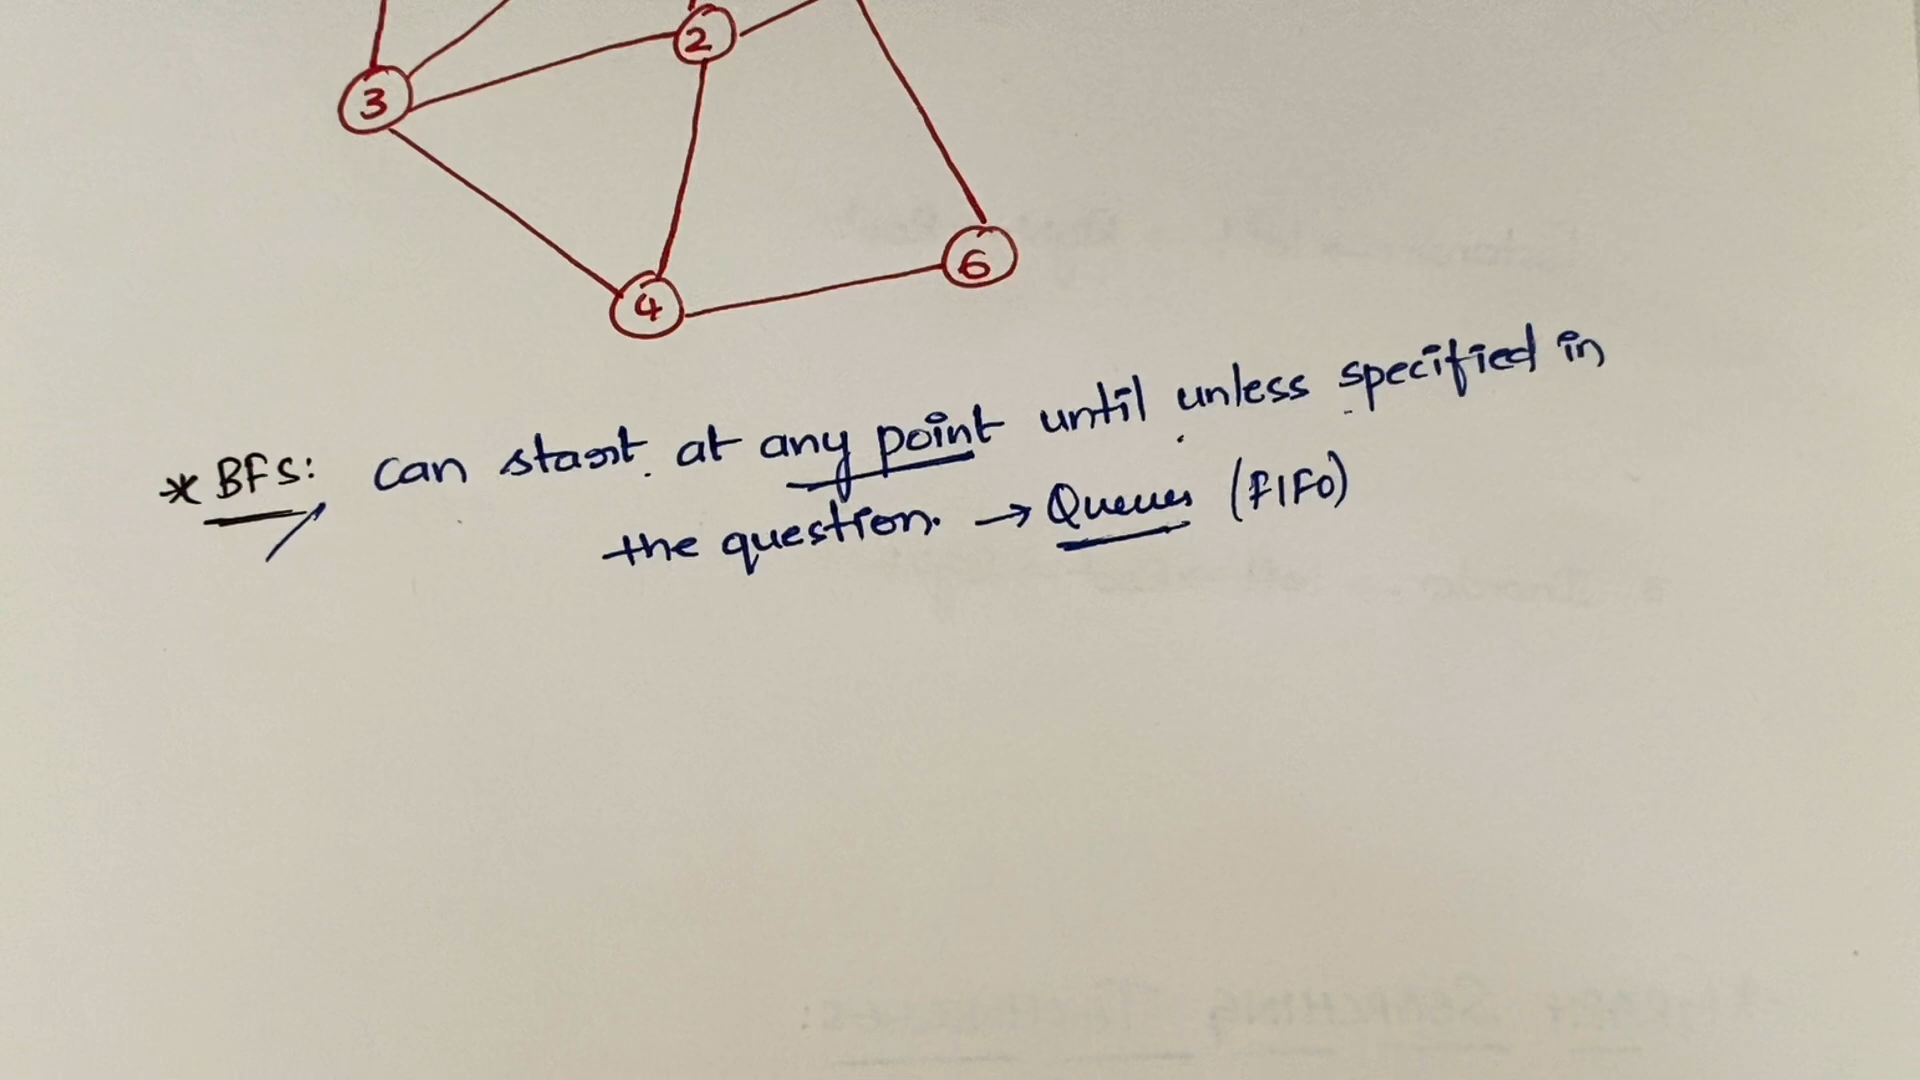 2
3
6
4
* BFS: can start at any point until unless specified in
the question. → Queues (FIFO)